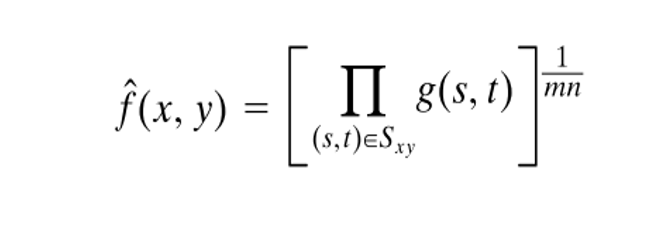 f̂(x, y) = [ ∏_{(s,t)∈S_{xy}} g(s, t) ]^{1/mn}